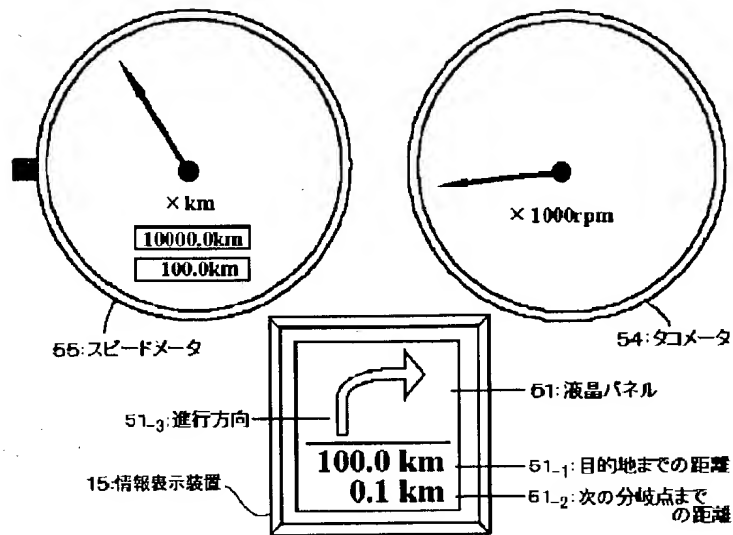 ×km
10000.0km
100.0km
×1000rpm
55:スピードメータ
54:タコメータ
51:液晶パネル
51-3:進行方向
100.0 km
0.1 km
51-1:目的地までの距離
15:情報表示装置
51-2:次の分岐点まで
の距離